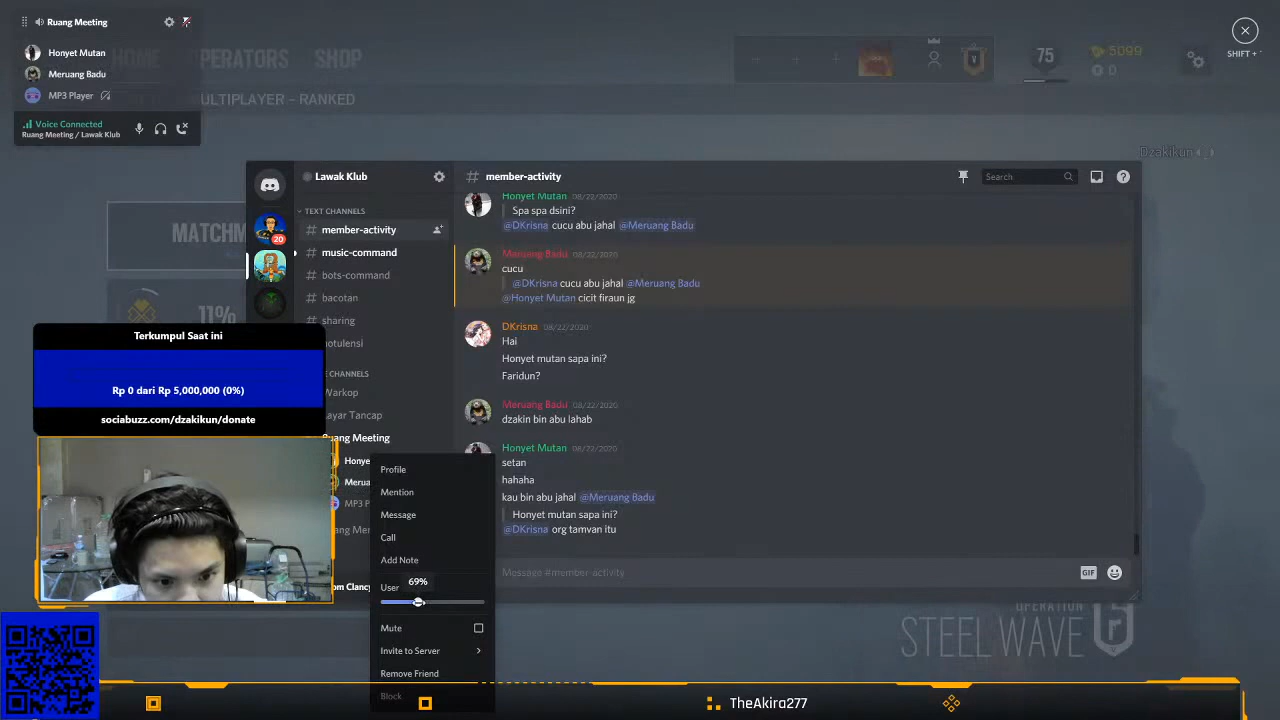 Ruang Meeting
Honyet Mutan
Meruang Badu
MP3 Player
Voice Connected
Ruang Meeting / Lawak Klub
HOME
OPERATORS
SHOP
MULTIPLAYER - RANKED
75
5099
0
SHIFT +
Dzakikun
MATCHM
11%
Lawak Klub
TEXT CHANNELS
member-activity
music-command
bots-command
bacotan
sharing
20
CHANNELS
Warkop
Layar Tancap
Ruang Meeting
Honye
Merua
MP3 P
# member-activity
Search
Honyet Mutan 08/22/2020
Spa spa dsini?
@DKrisna cucu abu jahal @Meruang Badu
Meruang Badu 08/22/2020
cucu
@DKrisna cucu abu jahal @Meruang Badu
@Honyet Mutan cicit firaun jg
DKrisna 08/22/2020
Hai
Honyet mutan sapa ini?
Faridun?
Meruang Badu 08/22/2020
dzakin bin abu lahab
Honyet Mutan 08/22/2020
setan
hahaha
kau bin abu jahal @Meruang Badu
Honyet mutan sapa ini?
@DKrisna org tamvan itu
Message #member-activity
GIF
Terkumpul Saat ini
Rp 0 dari Rp 5,000,000 (0%)
sociabuzz.com/dzakikun/donate
Profile
Mention
Message
Call
Add Note
User
69%
Mute
Invite to Server
Remove Friend
Block
OPERATION
STEEL WAVE
TheAkira277